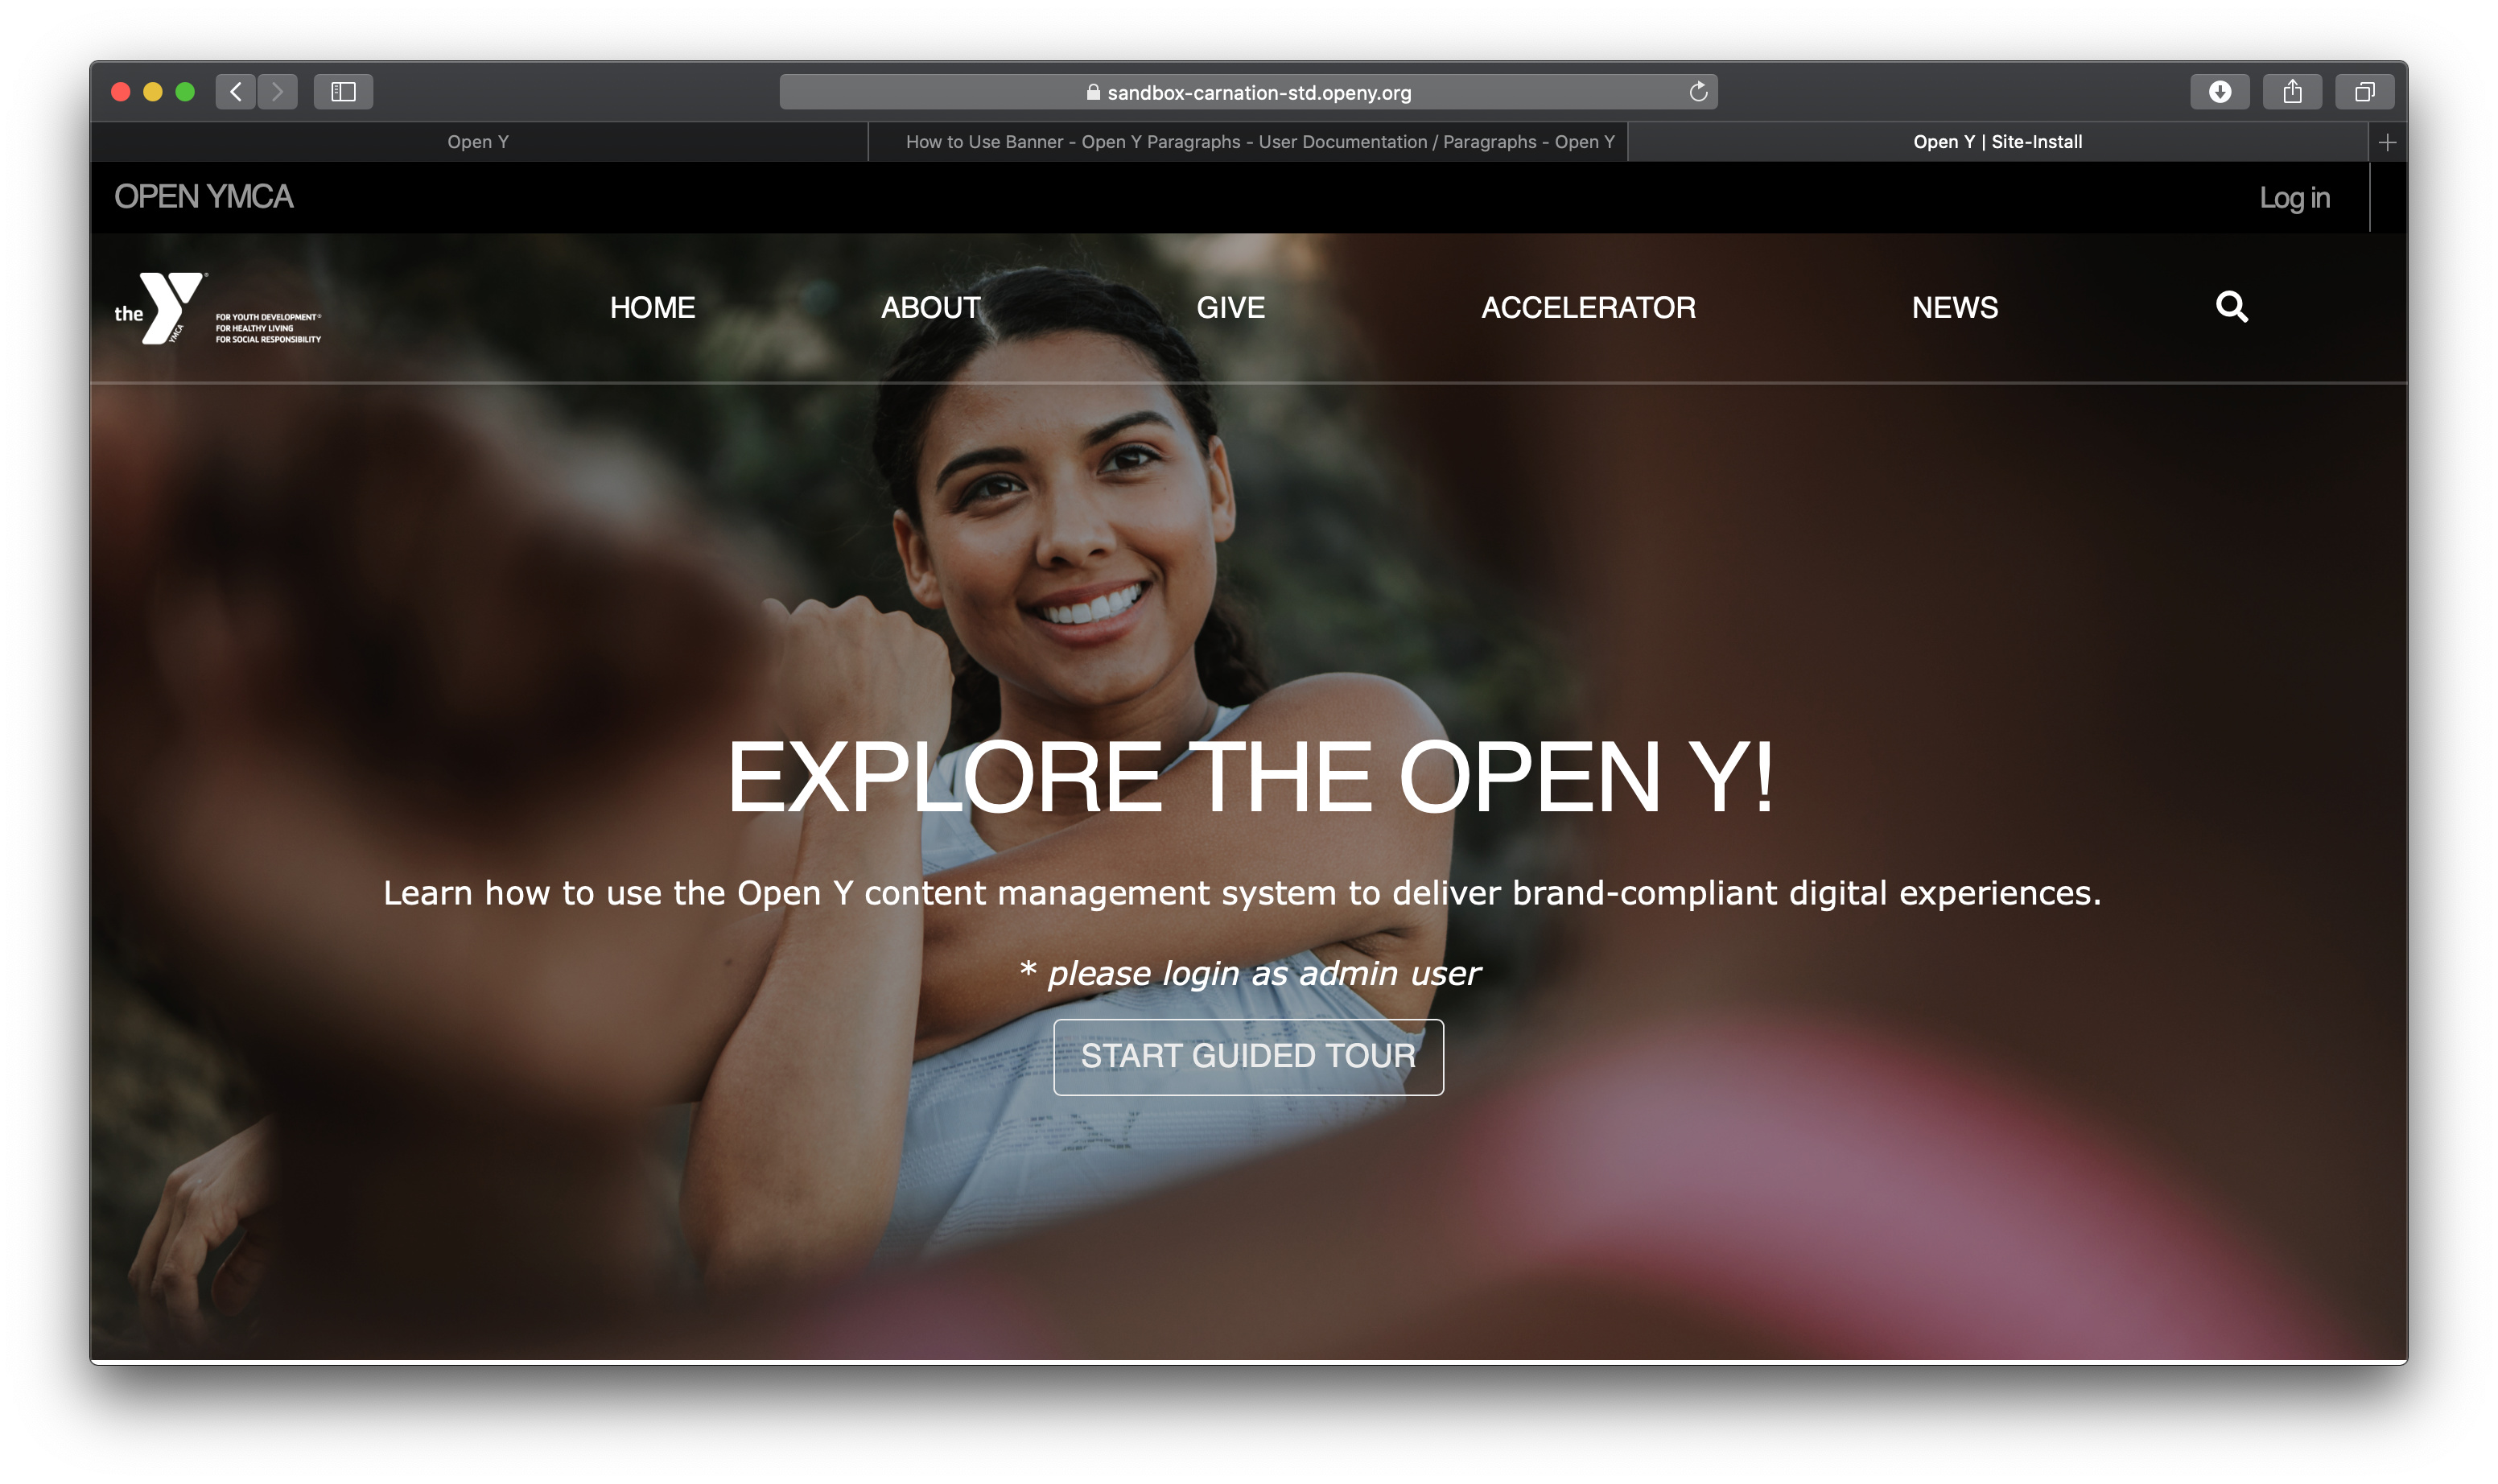 sandbox-carnation-std.openy.org
Open Y
How to Use Banner - Open Y Paragraphs - User Documentation / Paragraphs - Open Y
Open Y | Site-Install
OPEN YMCA
Log in
the Y
YMCA
FOR YOUTH DEVELOPMENT®
FOR HEALTHY LIVING
FOR SOCIAL RESPONSIBILITY
HOME
ABOUT
GIVE
ACCELERATOR
NEWS
EXPLORE THE OPEN Y!
Learn how to use the Open Y content management system to deliver brand-compliant digital experiences.
* please login as admin user
START GUIDED TOUR